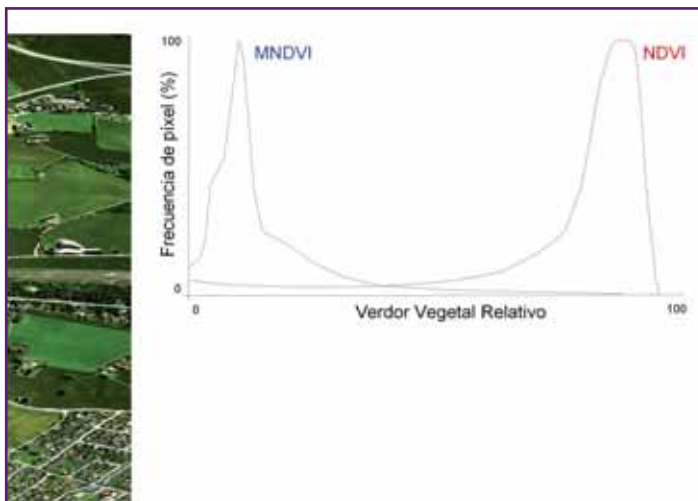 100
MNDVI
NDVI
Frecuencia de pixel (%)
0
0
100
Verdor Vegetal Relativo